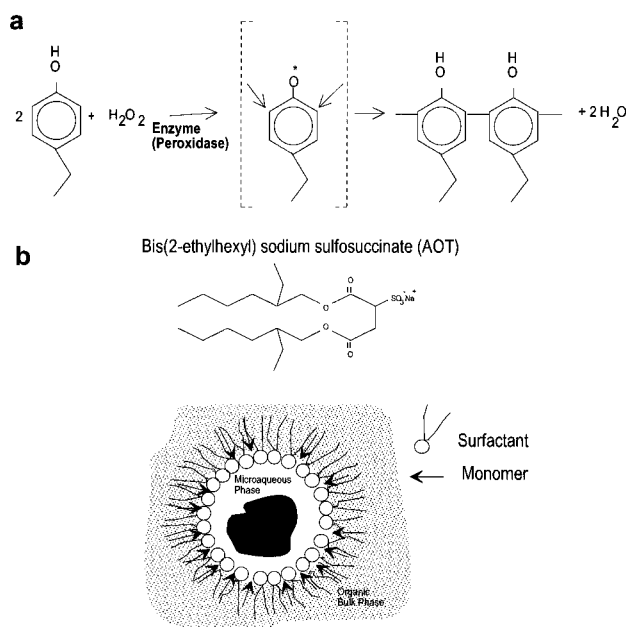 a
H
O
2
+ H2O2
Enzyme
(Peroxidase)
*
O
H
O
H
O
+ 2 H2O
b
Bis(2-ethylhexyl) sodium sulfosuccinate (AOT)
O
O
SO3- Na+
O
O
Surfactant
Monomer
Microaqueous
Phase
Organic
Bulk Phase